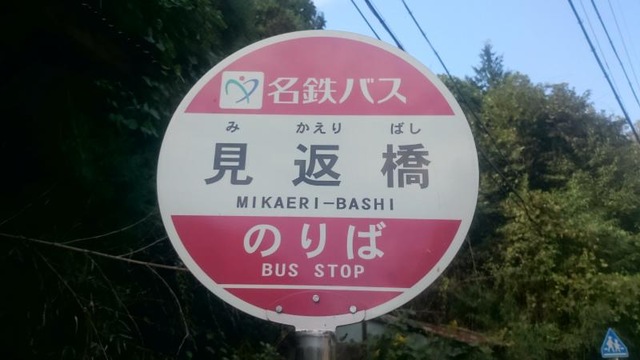 名鉄バス
み かえり ばし
見返橋
MIKAERI-BASHI
のりば
BUS STOP